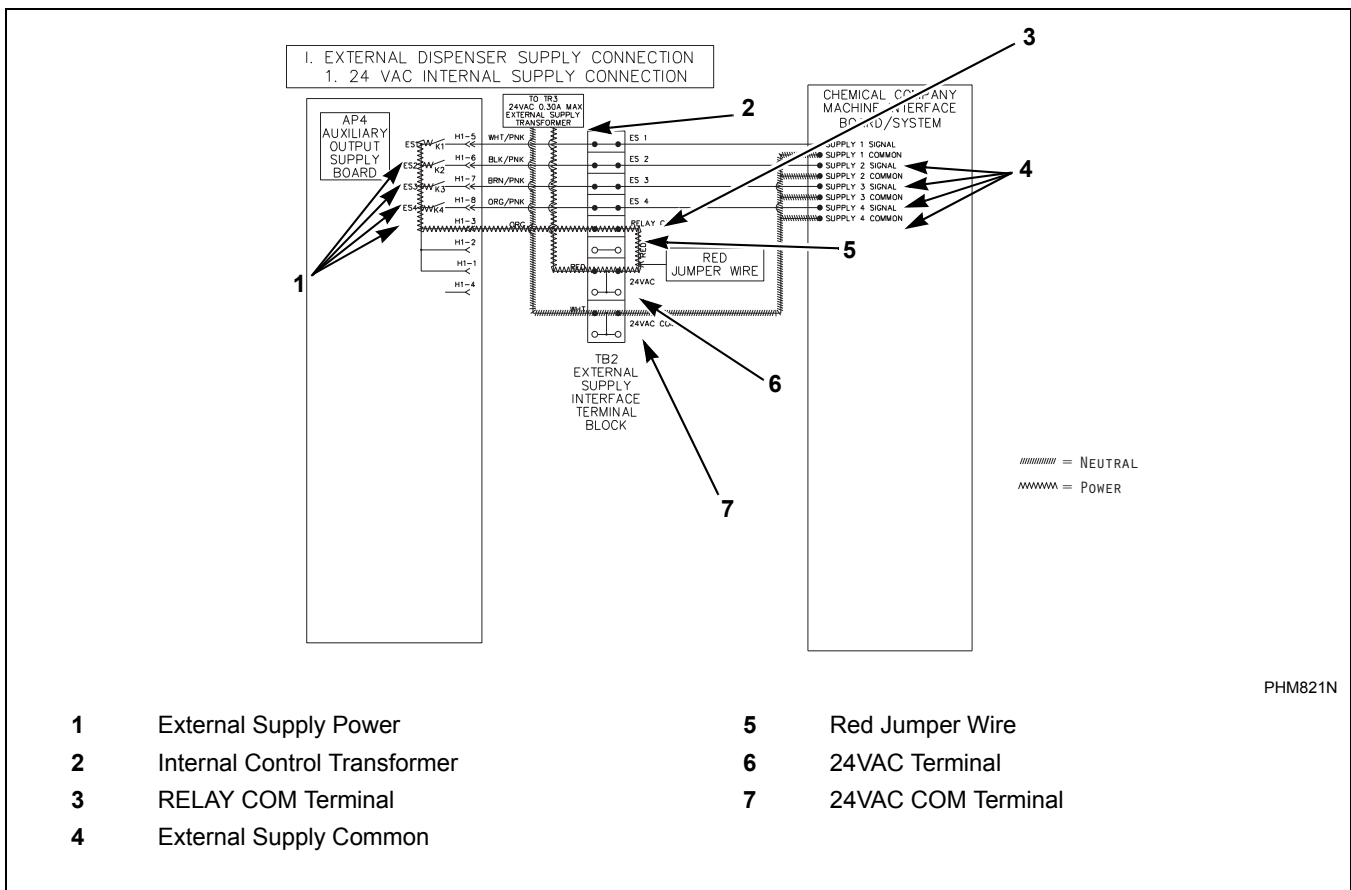 I. EXTERNAL DISPENSER SUPPLY CONNECTION
1. 24 VAC INTERNAL SUPPLY CONNECTION
3
TO TR3
24VAC 0.30A MAX
EXTERNAL SUPPLY
TRANSFORMER
2
AP4
AUXILIARY
OUTPUT
SUPPLY
BOARD
CHEMICAL COMPANY
MACHINE INTERFACE
BOARD/SYSTEM
ES1 K1 H1-5 WHT/PNK ES 1 SUPPLY 1 SIGNAL
SUPPLY 1 COMMON
ES2 K2 H1-6 BLK/PNK ES 2 SUPPLY 2 SIGNAL
SUPPLY 2 COMMON
ES3 K3 H1-7 BRN/PNK ES 3 SUPPLY 3 SIGNAL
SUPPLY 3 COMMON
ES4 K4 H1-8 ORG/PNK ES 4 SUPPLY 4 SIGNAL
SUPPLY 4 COMMON
4
H1-3 ORG RELAY C
H1-2
RED
5
RED
JUMPER WIRE
H1-1 RED
24VAC
1
H1-4
WHT
24VAC CO
6
TB2
EXTERNAL
SUPPLY
INTERFACE
TERMINAL
BLOCK
7
= NEUTRAL
= POWER
PHM821N
1 External Supply Power
2 Internal Control Transformer
3 RELAY COM Terminal
4 External Supply Common
5 Red Jumper Wire
6 24VAC Terminal
7 24VAC COM Terminal